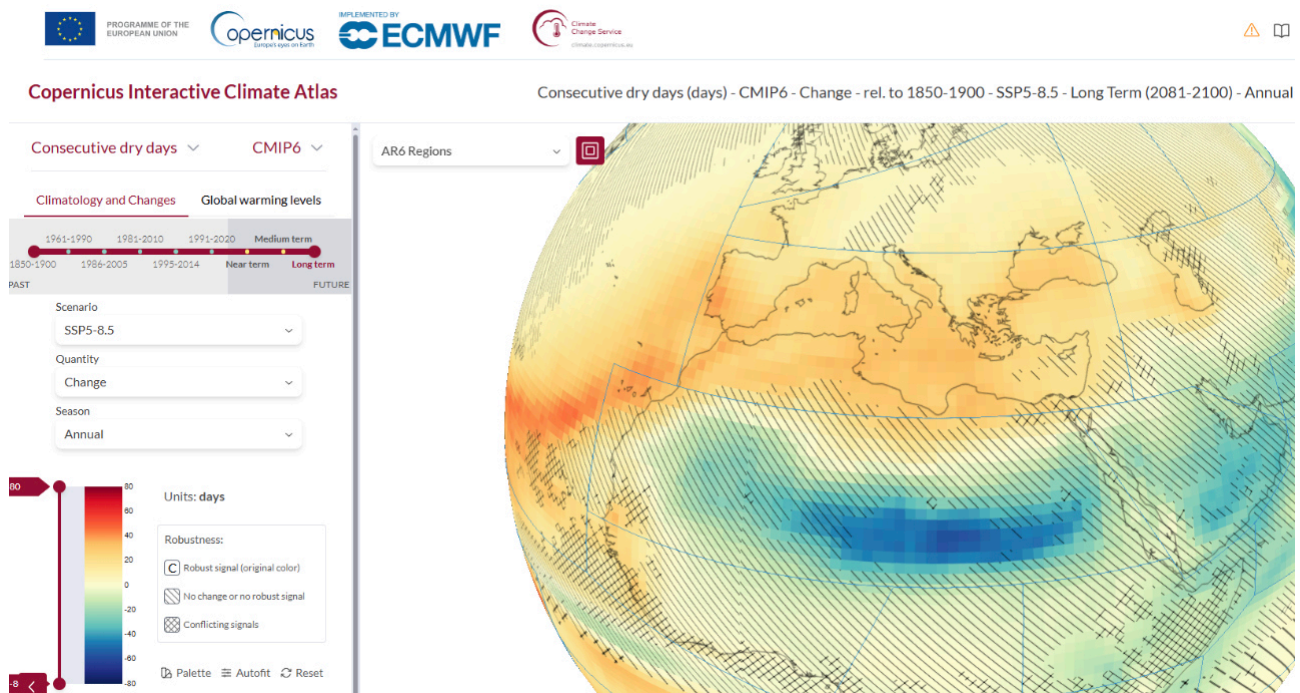 PROGRAMME OF THE
EUROPEAN UNION
Opernicus
Europe's eyes on Earth
IMPLEMENTED BY
ECMWF
Climate
Change Service
climate.copernicus.eu
Copernicus Interactive Climate Atlas
Consecutive dry days (days) - CMIP6 - Change - rel. to 1850-1900 - SSP5-8.5 - Long Term (2081-2100) - Annual
Consecutive dry days
CMIP6
AR6 Regions
Climatology and Changes
Global warming levels
1961-1990 1981-2010 1991-2020 Medium term
1850-1900 1986-2005 1995-2014 Near term Long term
PAST FUTURE
Scenario
SSP5-8.5
Quantity
Change
Season
Annual
80
80
60
40
20
0
-20
-40
-60
-80
-8
Units: days
Robustness:
C Robust signal (original color)
No change or no robust signal
Conflicting signals
Palette Autofit Reset